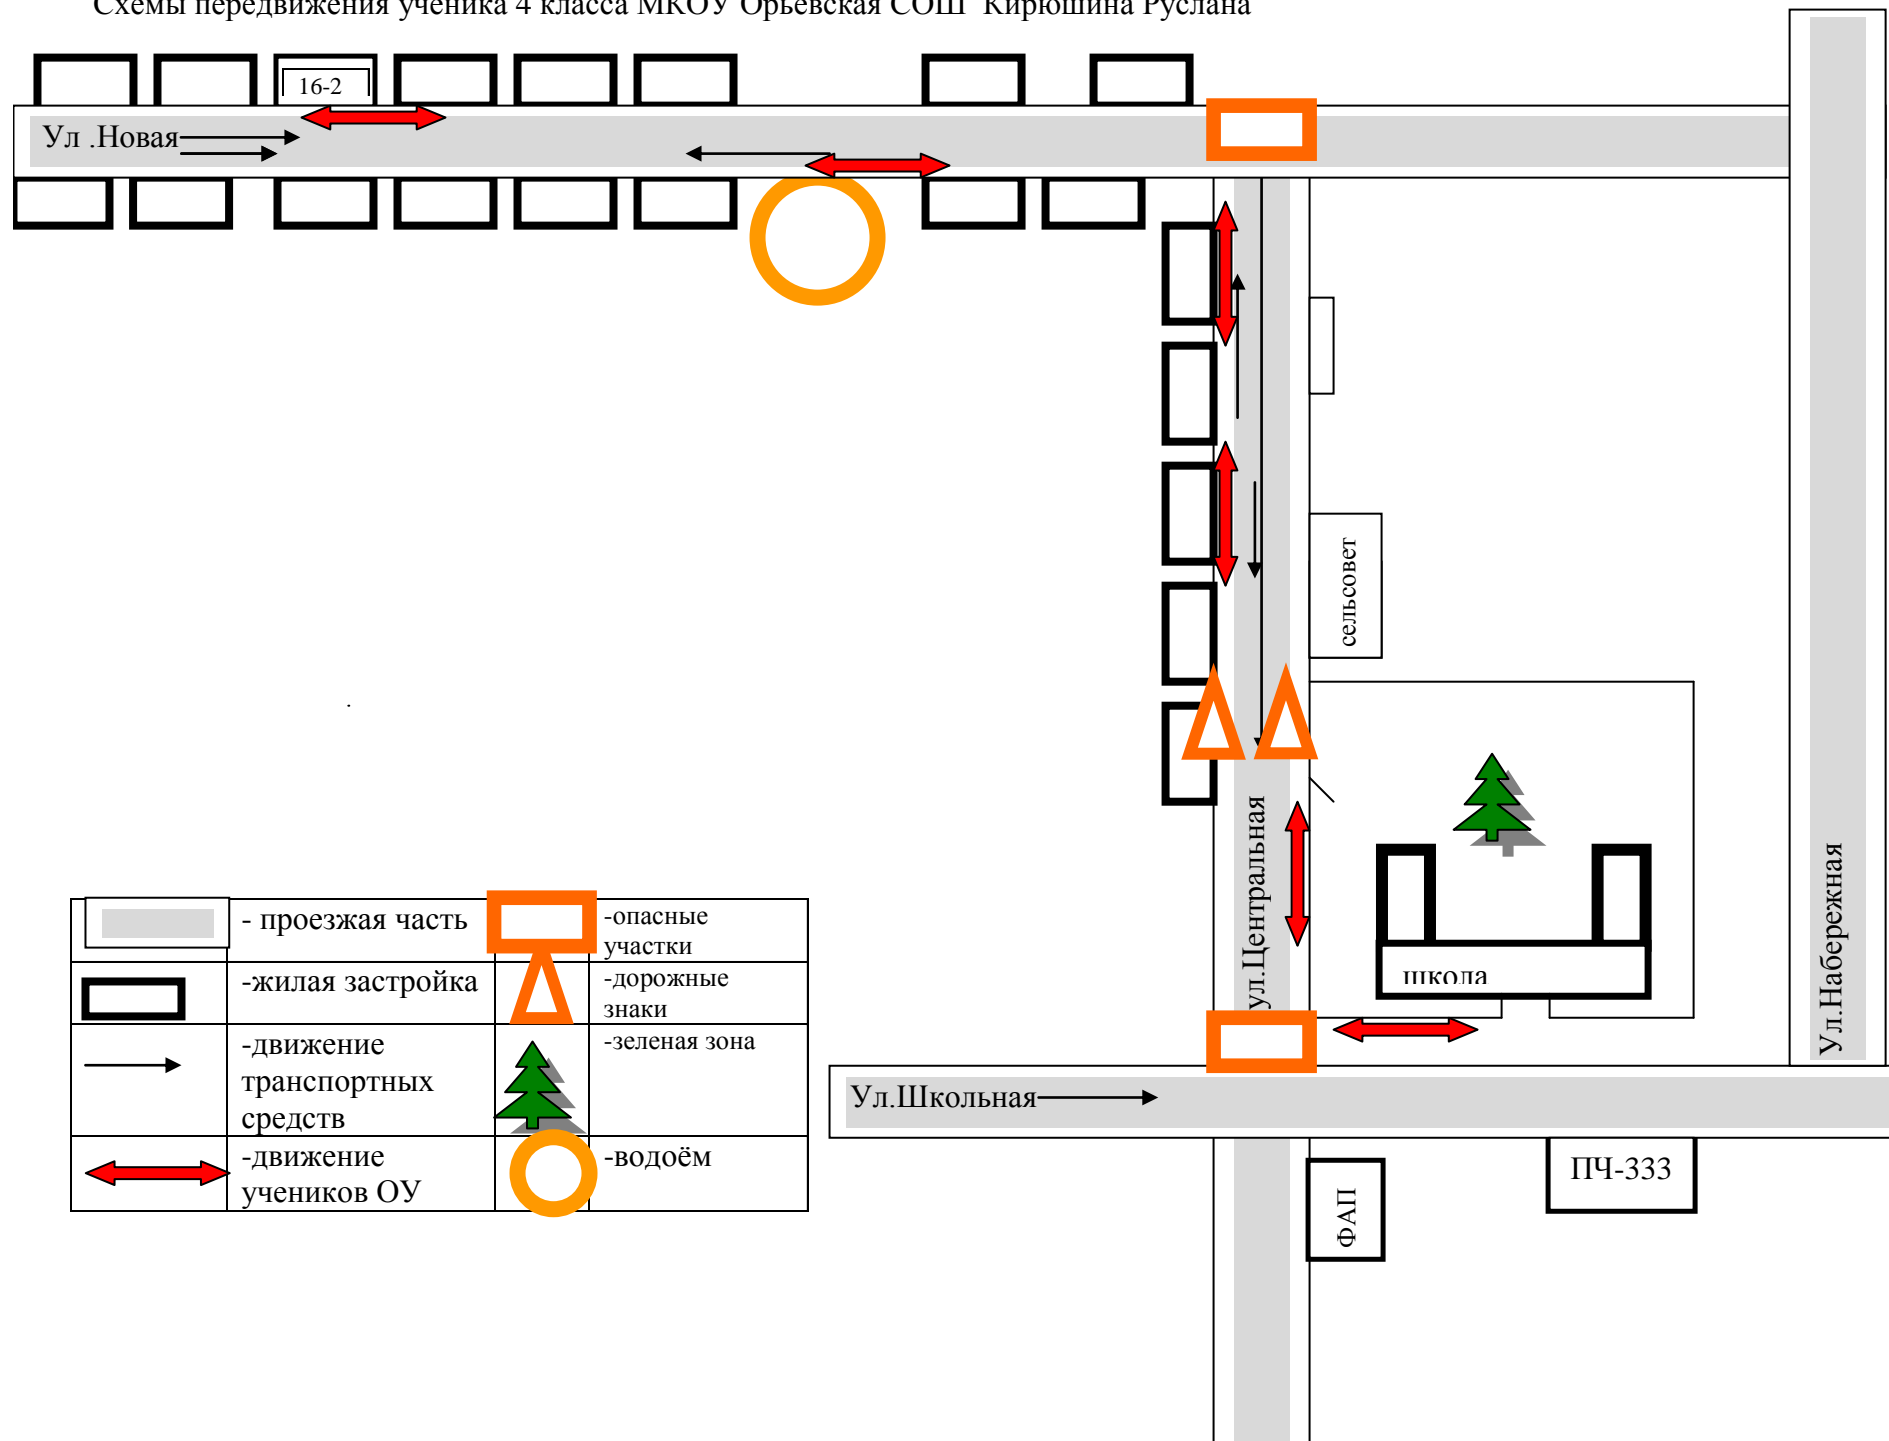 Схемы передвижения ученика 4 класса МКОУ Орьевская СОШ Кирюшина Руслана
16-2
Ул .Новая
сельсовет
ул.Центральная
школа
Ул.Набережная
- проезжая часть
-опасные
участки
-жилая застройка
-дорожные
знаки
-движение
транспортных
средств
-зеленая зона
-движение
учеников ОУ
-водоём
Ул.Школьная
ФАП
ПЧ-333